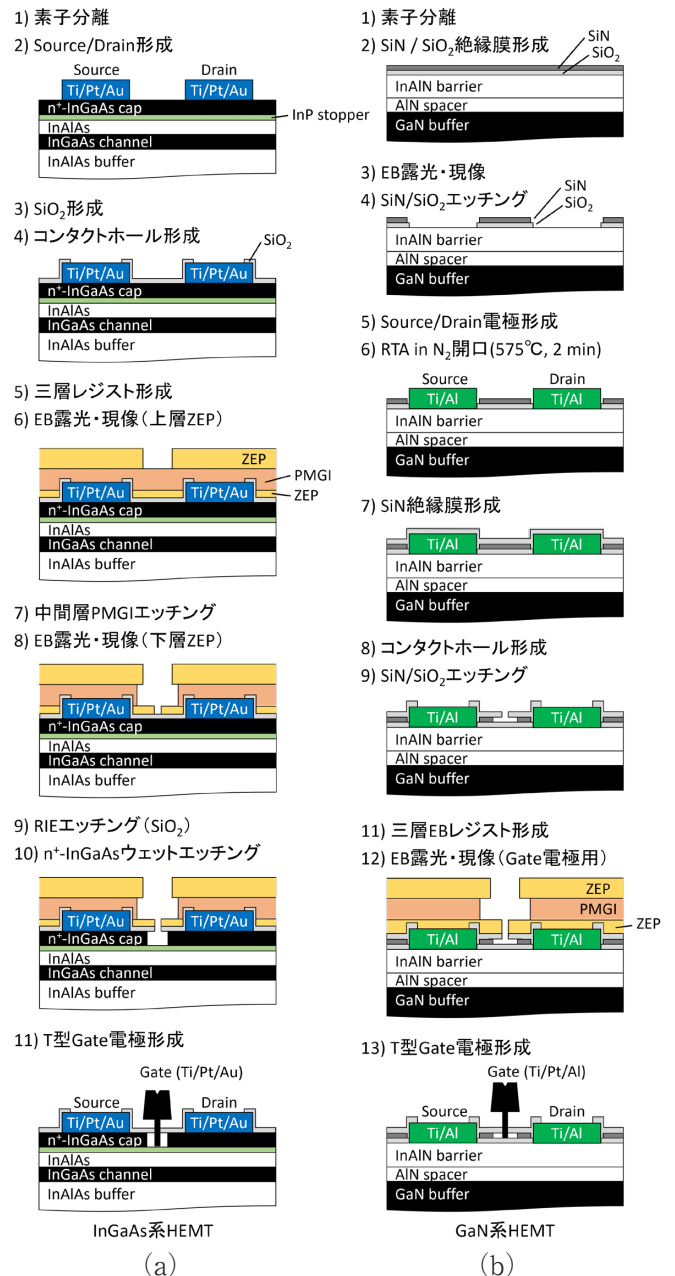 1) 素子分離
2) Source/Drain形成
Source
Drain
Ti/Pt/Au
Ti/Pt/Au
n+-InGaAs cap
InP stopper
InAlAs
InGaAs channel
InAlAs buffer
3) SiO2形成
4) コンタクトホール形成
SiO2
Ti/Pt/Au
Ti/Pt/Au
n+-InGaAs cap
InAlAs
InGaAs channel
InAlAs buffer
5) 三層レジスト形成
6) EB露光・現像(上層ZEP)
ZEP
PMGI
Ti/Pt/Au
Ti/Pt/Au
ZEP
n+-InGaAs cap
InAlAs
InGaAs channel
InAlAs buffer
7) 中間層PMGIエッチング
8) EB露光・現像(下層ZEP)
Ti/Pt/Au
Ti/Pt/Au
n+-InGaAs cap
InAlAs
InGaAs channel
InAlAs buffer
9) RIEエッチング(SiO2)
10) n+-InGaAsウェットエッチング
Ti/Pt/Au
Ti/Pt/Au
n+-InGaAs cap
InAlAs
InGaAs channel
InAlAs buffer
11) T型Gate電極形成
Gate (Ti/Pt/Au)
Source
Drain
Ti/Pt/Au
Ti/Pt/Au
n+-InGaAs cap
InAlAs
InGaAs channel
InAlAs buffer
InGaAs系HEMT
(a)
1) 素子分離
2) SiN / SiO2絶縁膜形成
SiN
SiO2
InAlN barrier
AlN spacer
GaN buffer
3) EB露光・現像
4) SiN/SiO2エッチング
SiN
SiO2
InAlN barrier
AlN spacer
GaN buffer
5) Source/Drain電極形成
6) RTA in N2開口(575℃, 2 min)
Source
Drain
Ti/Al
Ti/Al
InAlN barrier
AlN spacer
GaN buffer
7) SiN絶縁膜形成
Ti/Al
Ti/Al
InAlN barrier
AlN spacer
GaN buffer
8) コンタクトホール形成
9) SiN/SiO2エッチング
Ti/Al
Ti/Al
InAlN barrier
AlN spacer
GaN buffer
11) 三層EBレジスト形成
12) EB露光・現像(Gate電極用)
ZEP
PMGI
ZEP
Ti/Al
Ti/Al
InAlN barrier
AlN spacer
GaN buffer
13) T型Gate電極形成
Gate (Ti/Pt/Al)
Source
Drain
Ti/Al
Ti/Al
InAlN barrier
AlN spacer
GaN buffer
GaN系HEMT
(b)